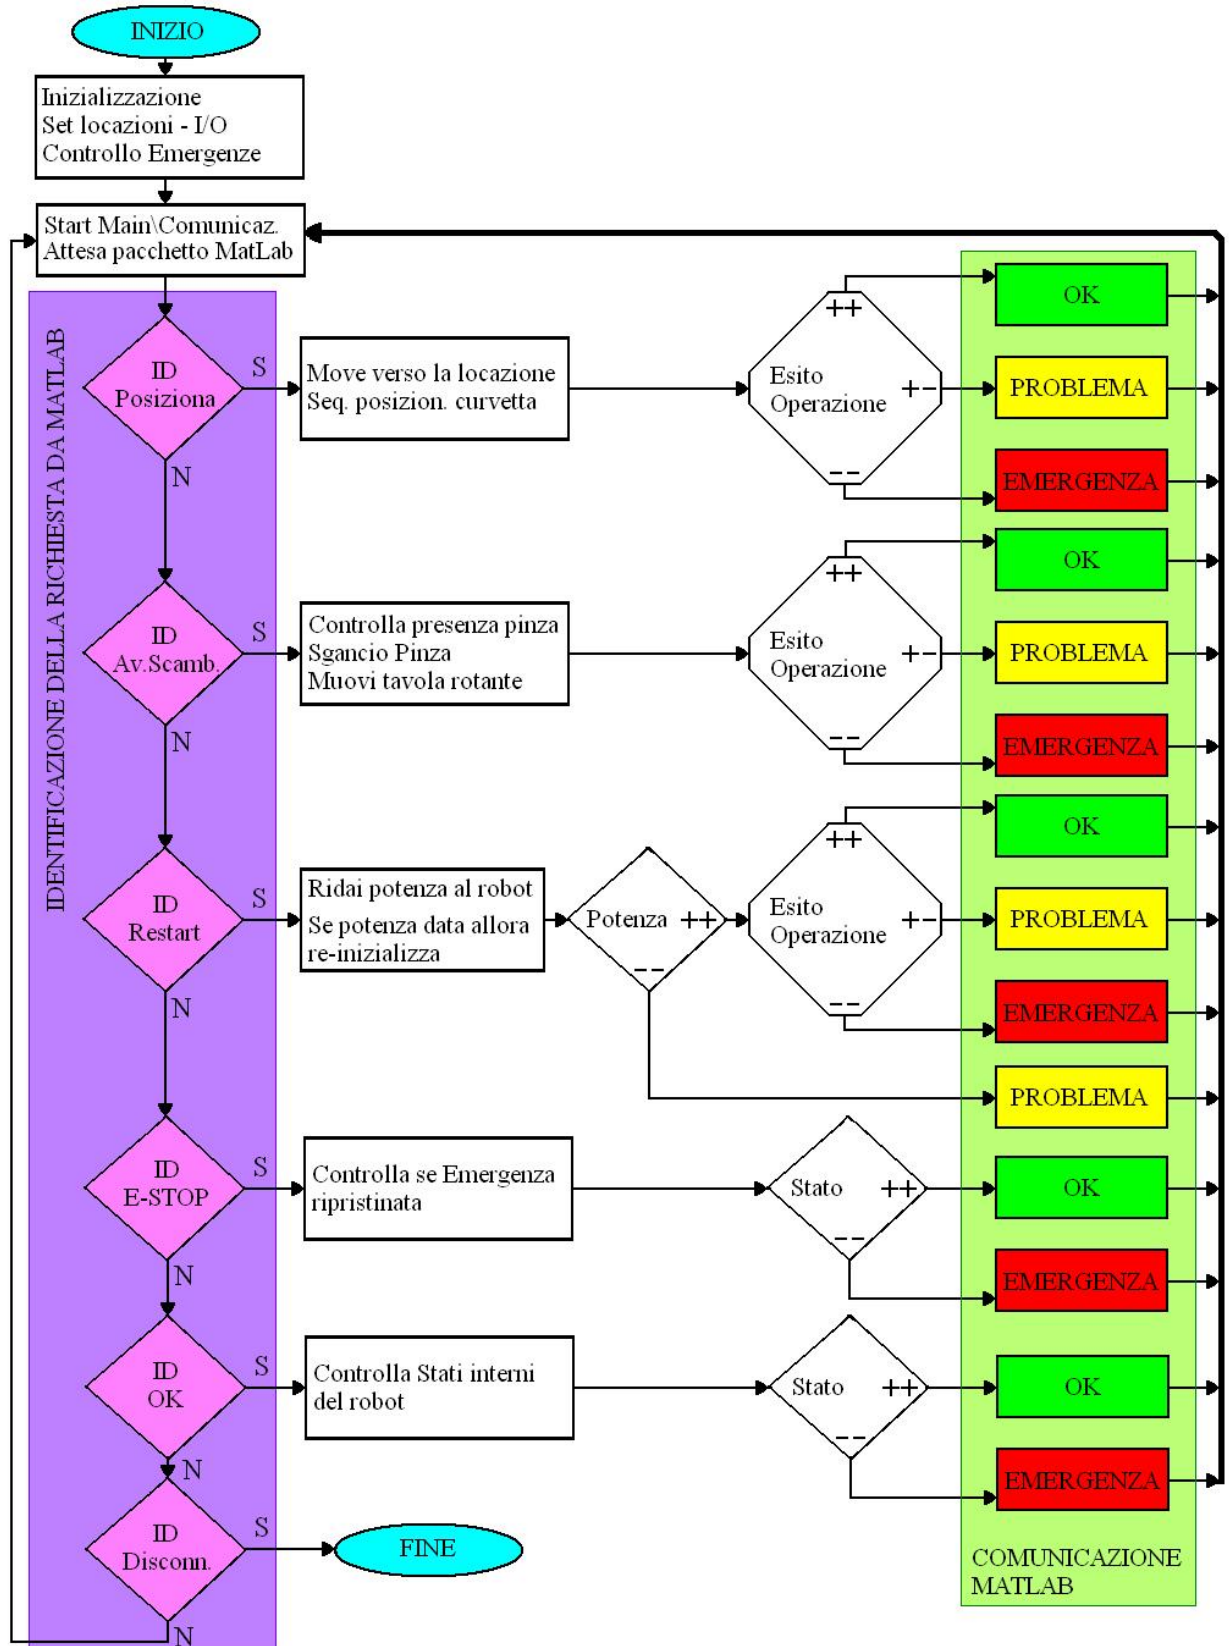 INIZIO
Inizializzazione
Set locazioni - I/O
Controllo Emergenze
Start Main\Comunicaz.
Attesa pacchetto MatLab
IDENTIFICAZIONE DELLA RICHIESTA DA MATLAB
ID
Posiziona
S
N
Move verso la locazione
Seq. posizion. curvetta
Esito
Operazione
++
+-
--
OK
PROBLEMA
EMERGENZA
ID
Av.Scamb.
S
N
Controlla presenza pinza
Sgancio Pinza
Muovi tavola rotante
Esito
Operazione
++
+-
--
OK
PROBLEMA
EMERGENZA
ID
Restart
S
N
Ridai potenza al robot
Se potenza data allora
re-inizializza
Potenza ++
--
Esito
Operazione
++
+-
--
OK
PROBLEMA
EMERGENZA
PROBLEMA
ID
E-STOP
S
N
Controlla se Emergenza
ripristinata
Stato ++
--
OK
EMERGENZA
ID
OK
S
N
Controlla Stati interni
del robot
Stato ++
--
OK
EMERGENZA
ID
Disconn.
S
N
FINE
COMUNICAZIONE
MATLAB